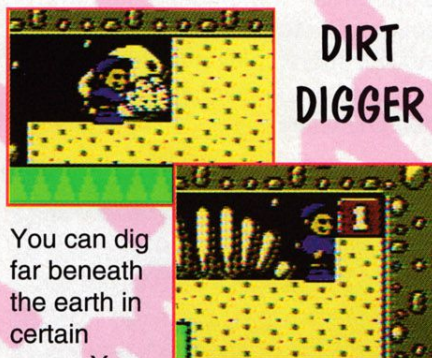 DIRT
DIGGER
1
You can dig
far beneath
the earth in
certain